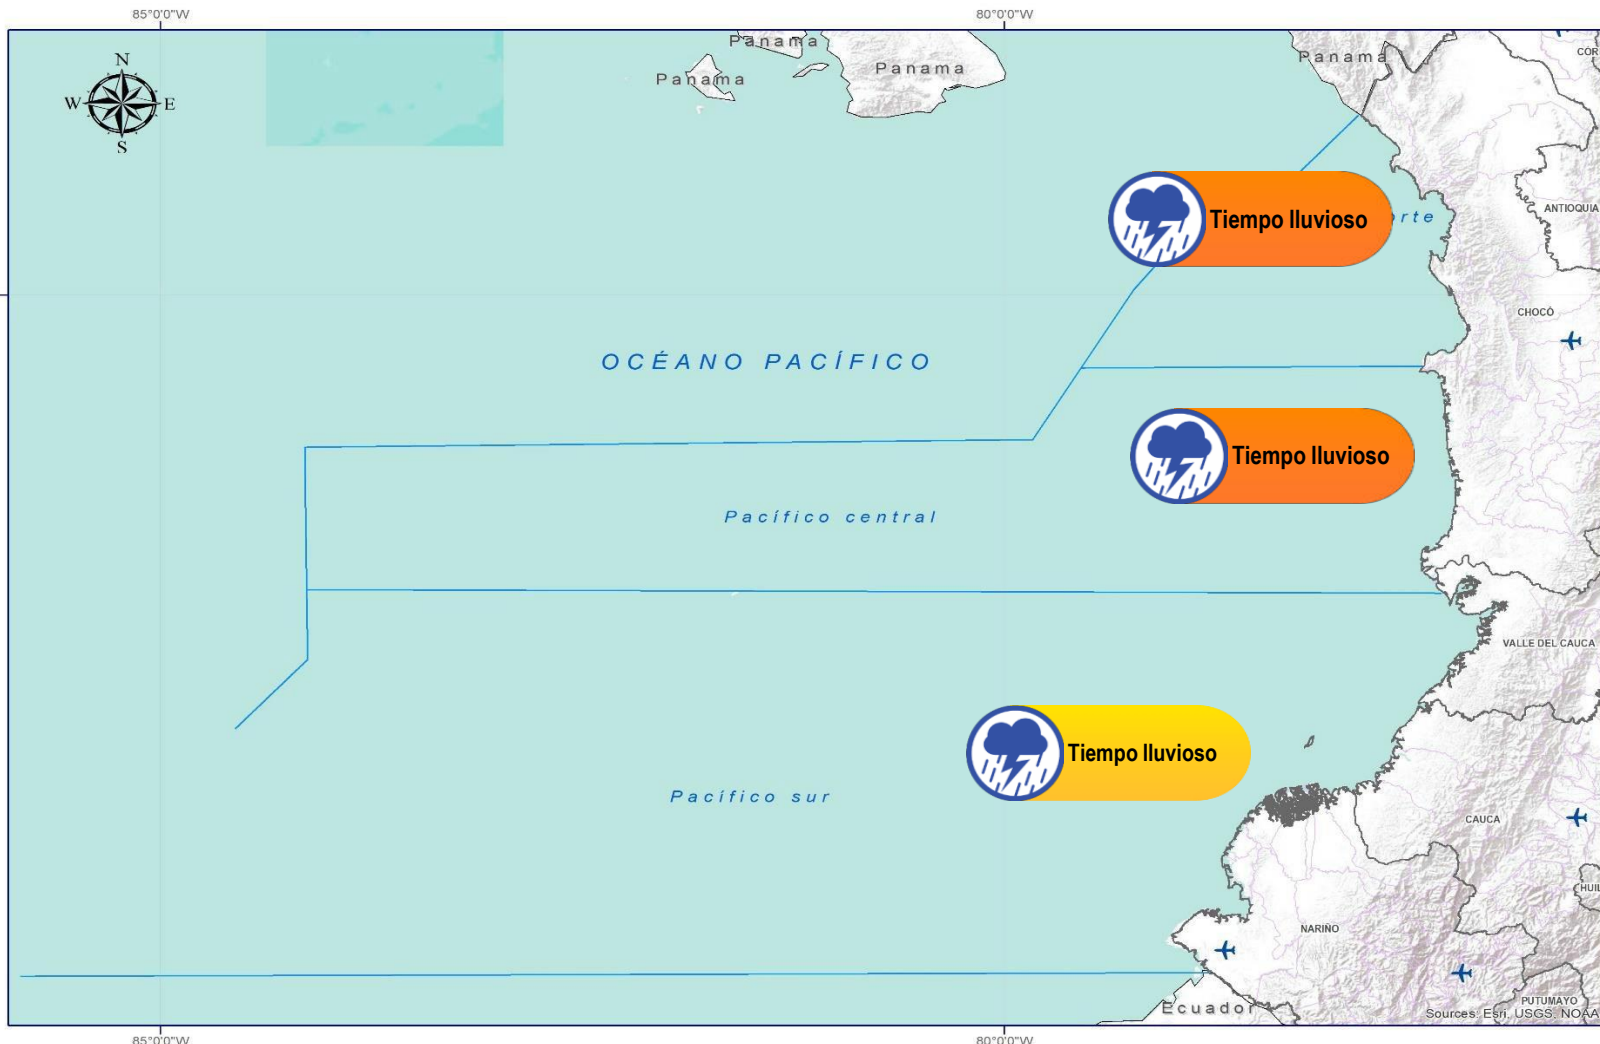 85°0'0"W
80°0'0"W
N
W
E
S
Panama
Panama
Panama
Panama
COR
ANTIOQUIA
Tiempo lluvioso
rte
CHOCÓ
OCÉANO PACÍFICO
Tiempo lluvioso
Pacífico central
VALLE DEL CAUCA
Tiempo lluvioso
Pacífico sur
CAUCA
HUIL
NARIÑO
PUTUMAYO
Ecuador
Sources: Esri, USGS, NOAA
85°0'0"W
80°0'0"W